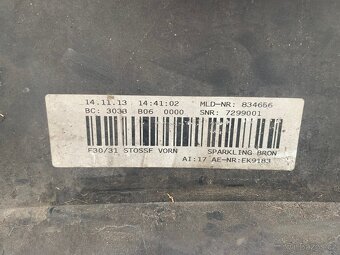 14.11.13 14:41:02 MLD-NR: 834656
BC: 3038 B06 0000 SNR: 7299001
F30/31 STOSSF VORN SPARKLING BRON
AI:17 AE-NR:EK9183